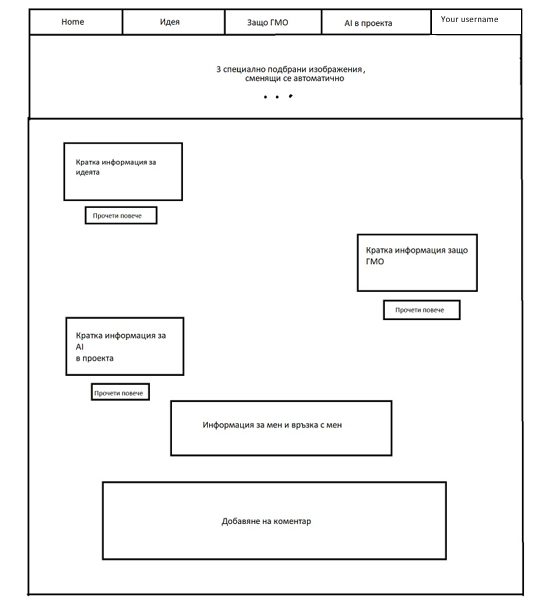 Home
Идея
Защо ГМО
AI в проекта
Your username
3 специално подбрани изображения,
сменящи се автоматично
Кратка информация за
идеята
Прочети повече
Кратка информация защо
ГМО
Прочети повече
Кратка информация за
AI
в проекта
Прочети повече
Информация за мен и връзка с мен
Добавяне на коментар